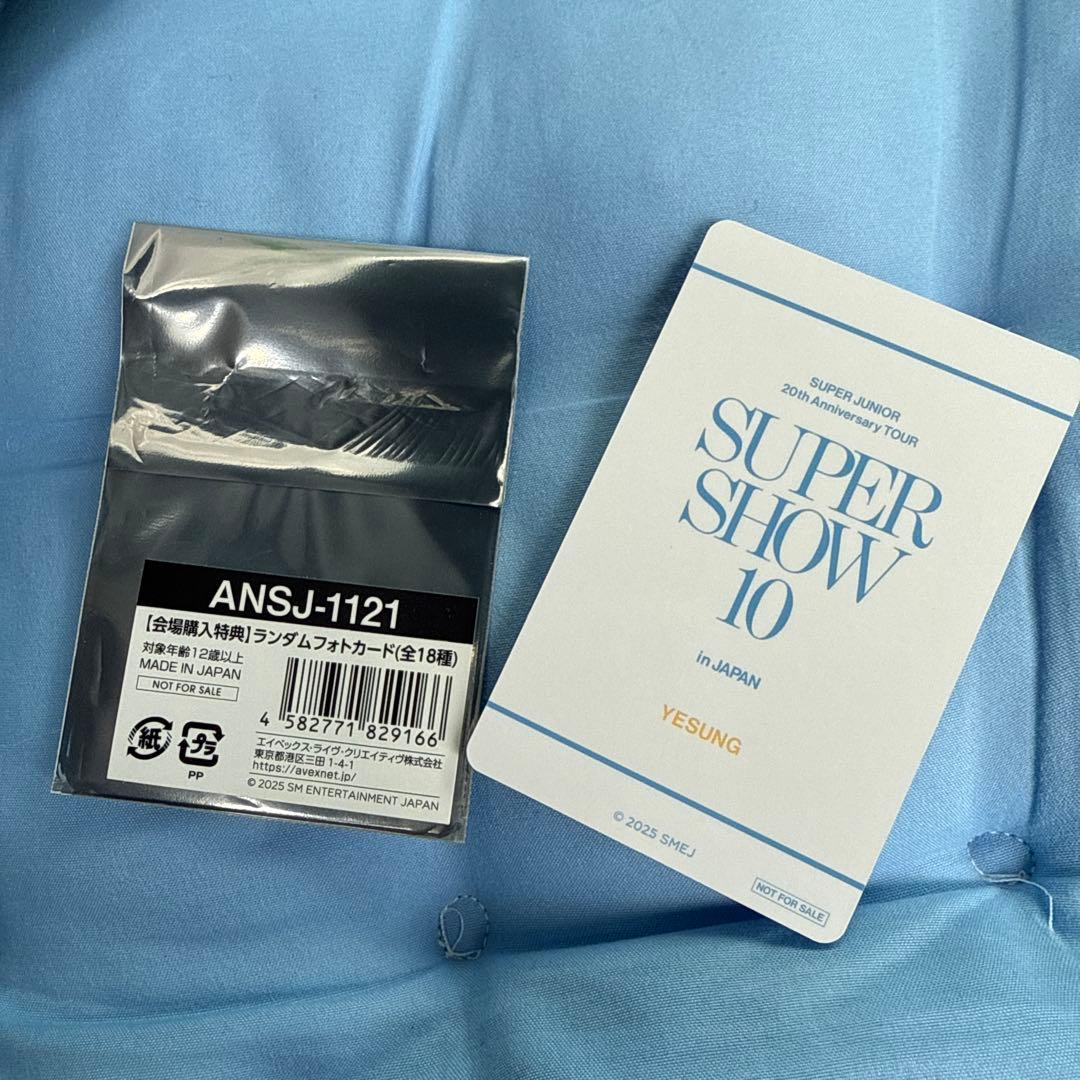 ANSJ-1121
【会場購入特典】ランダムフォトカード(全18種)
対象年齢12歳以上
MADE IN JAPAN
NOT FOR SALE
4 582771 829166
紙
プラ
PP
エイベックス・ライヴ・クリエイティヴ株式会社
東京都港区三田 1-4-1
https://avexnet.jp/
© 2025 SM ENTERTAINMENT JAPAN
SUPER JUNIOR
20th Anniversary TOUR
SUPER
SHOW
10
in JAPAN
YESUNG
© 2025 SMEJ
NOT FOR SALE